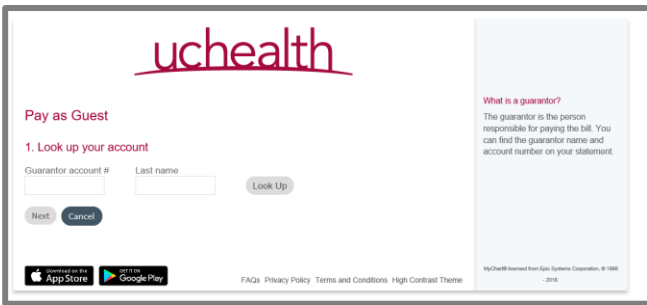 uchealth
Pay as Guest
1. Look up your account
Guarantor account #
Last name
Look Up
Next
Cancel
What is a guarantor?
The guarantor is the person
responsible for paying the bill. You
can find the guarantor name and
account number on your statement.
Download on the
App Store
GET IT ON
Google Play
FAQs Privacy Policy Terms and Conditions High Contrast Theme
MyChart® licensed from Epic Systems Corporation, © 1999
- 2018.